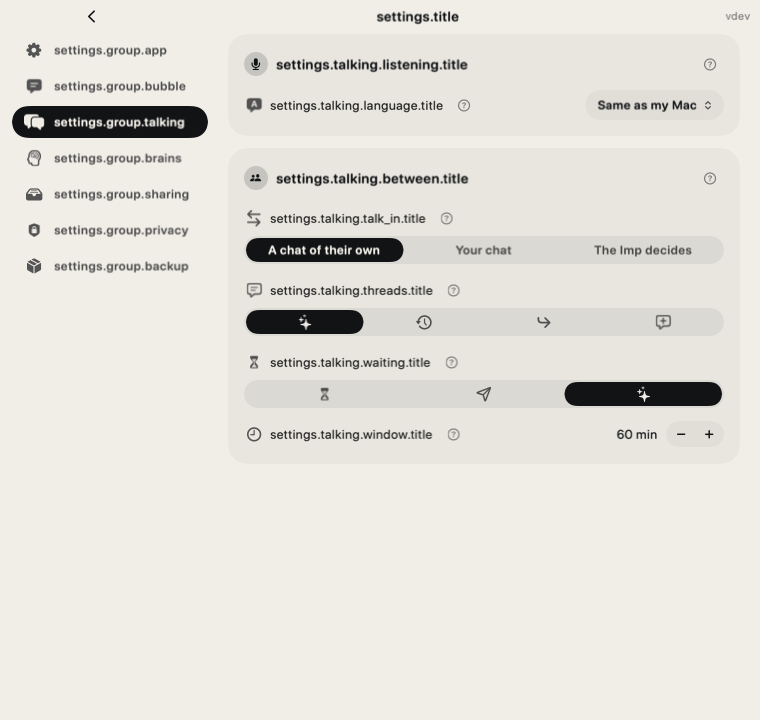 settings.title
vdev
settings.group.app
settings.group.bubble
settings.group.talking
settings.group.brains
settings.group.sharing
settings.group.privacy
settings.group.backup
settings.talking.listening.title
settings.talking.language.title
Same as my Mac
settings.talking.between.title
settings.talking.talk_in.title
A chat of their own
Your chat
The Imp decides
settings.talking.threads.title
settings.talking.waiting.title
settings.talking.window.title
60 min